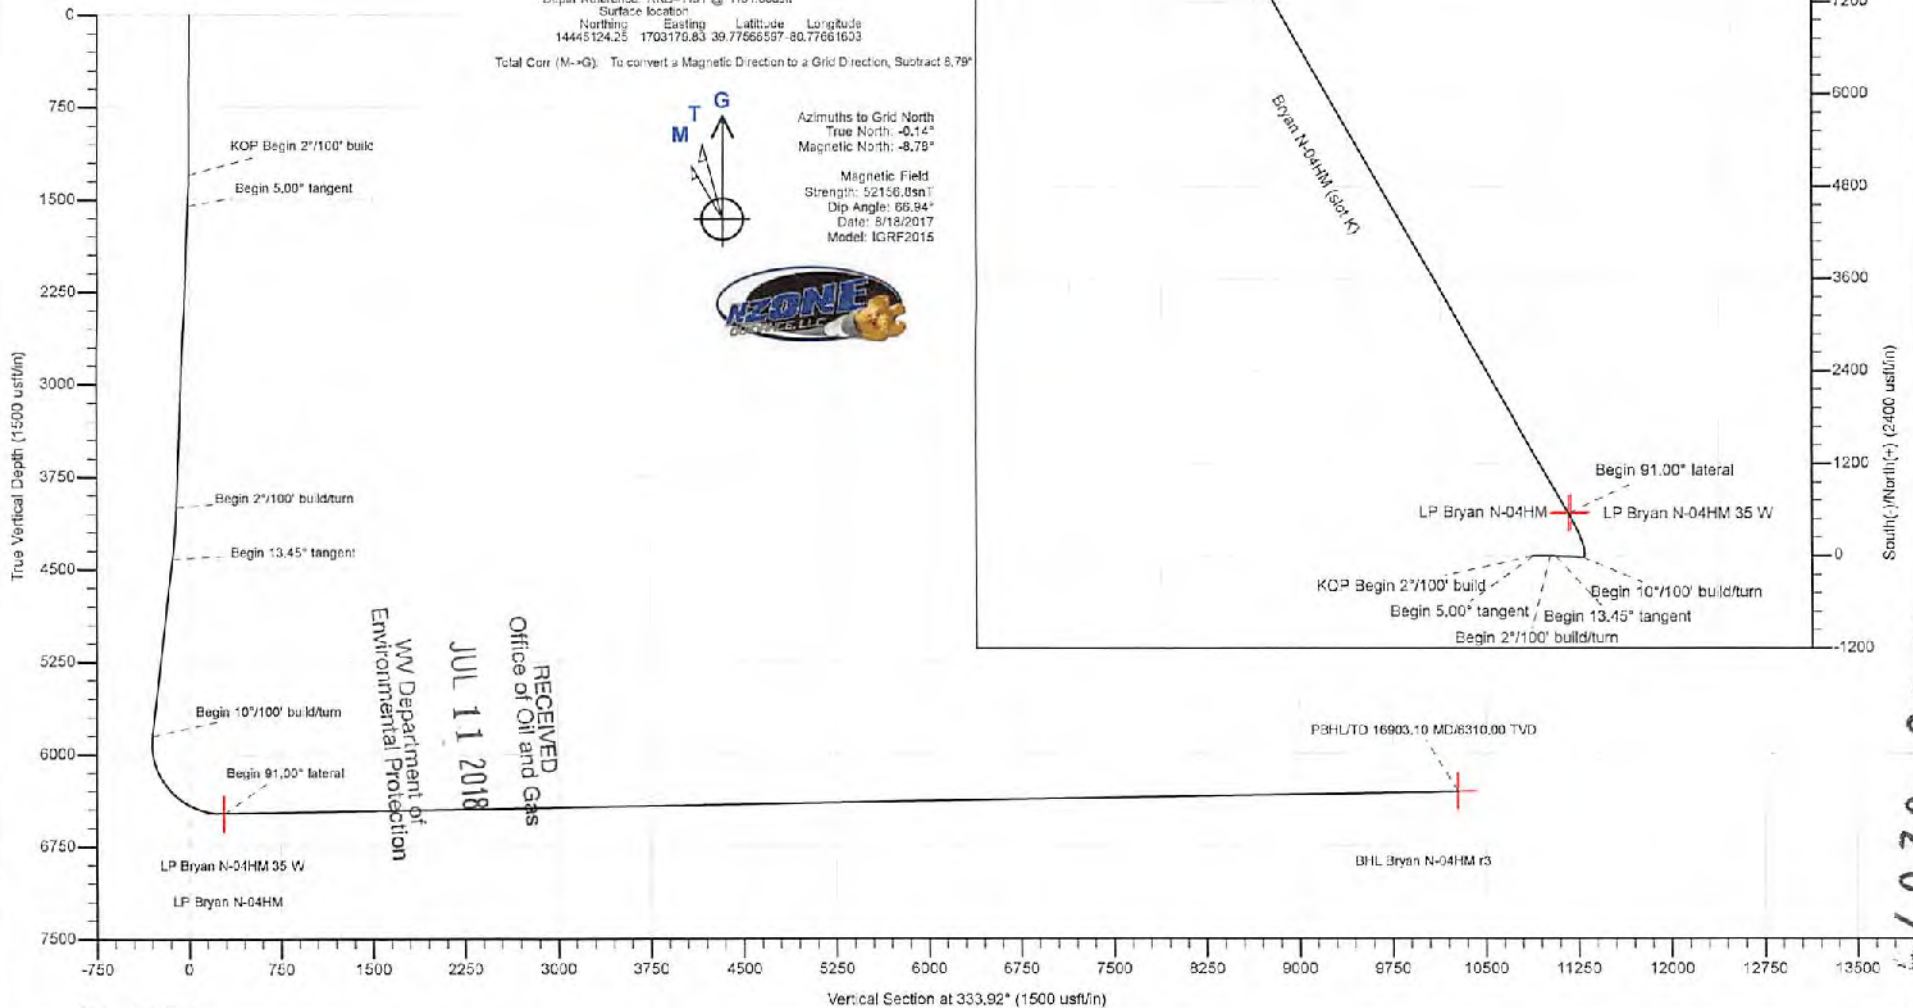 Surface location
Northing Easting Latittude Longitude
14445124.25 1703179.83 39.77566597-80.77661603
Total Corr (M->G): To convert a Magnetic Direction to a Grid Direction, Subtract 8.79°
T G
M
Azimuths to Grid North
True North: -0.14°
Magnetic North: -8.78°
Magnetic Field
Strength: 52156.8snT
Dip Angle: 66.94°
Date: 8/18/2017
Model: IGRF2015
NZONE
GUIDANCE, LLC
True Vertical Depth (1500 usft/in)
0
750
1500
2250
3000
3750
4500
5250
6000
6750
7500
KOP Begin 2°/100' build
Begin 5.00° tangent
Begin 2°/100' build/turn
Begin 13.45° tangent
Begin 10°/100' build/turn
Begin 91.00° lateral
LP Bryan N-04HM 35 W
LP Bryan N-04HM
RECEIVED
Office of Oil and Gas
JUL 11 2018
WV Department of
Environmental Protection
PBHL/TD 16903.10 MD/6310.00 TVD
BHL Bryan N-04HM r3
-750 0 750 1500 2250 3000 3750 4500 5250 6000 6750 7500 8250 9000 9750 10500 11250 12000 12750 13500
Vertical Section at 333.92° (1500 usft/in)
Bryan N-04HM (slot K)
Begin 91.00° lateral
LP Bryan N-04HM
LP Bryan N-04HM 35 W
KOP Begin 2°/100' build
Begin 10°/100' build/turn
Begin 5.00° tangent
Begin 13.45° tangent
Begin 2°/100' build/turn
7200
6000
4800
3600
2400
1200
0
-1200
South(-)/North(+) (2400 usft/in)